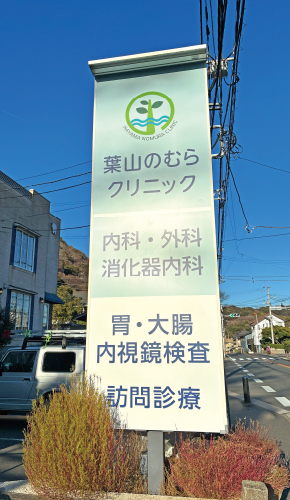 HAYAMA NOMURA CLINIC
葉山のむら
クリニック
内科・外科
消化器内科
胃・大腸
内視鏡検査
訪問診療